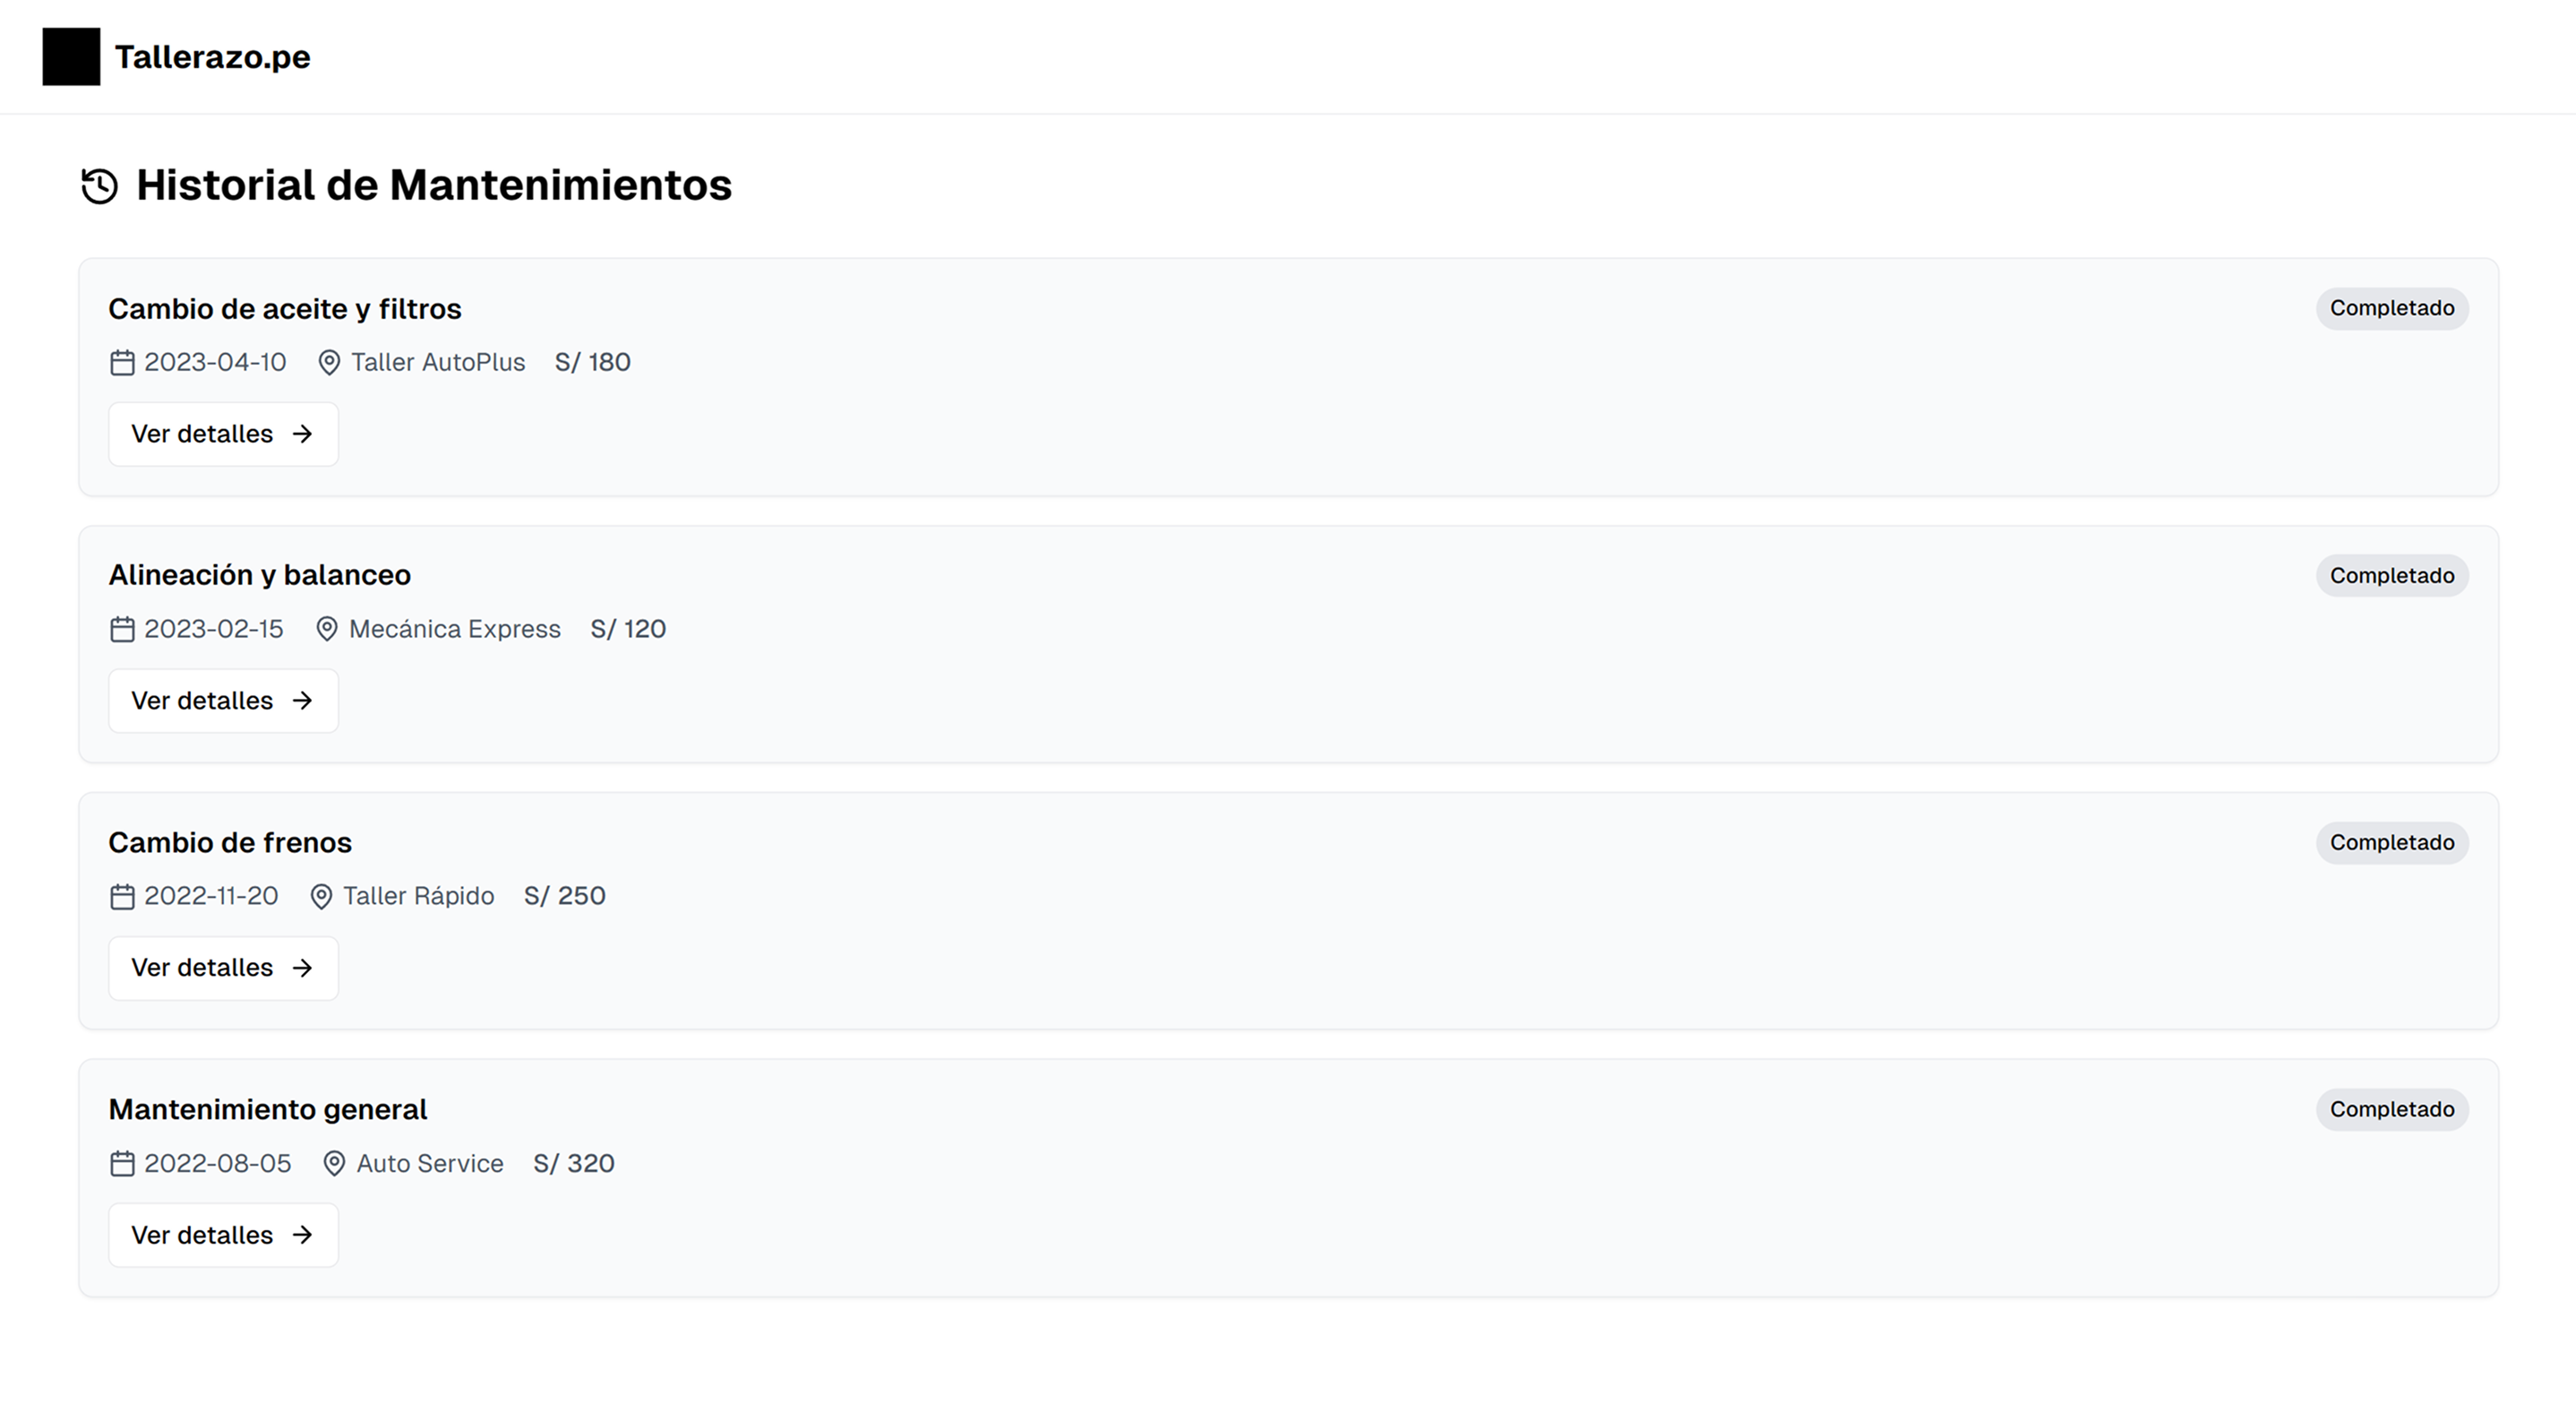 Tallerazo.pe
Historial de Mantenimientos
Cambio de aceite y filtros
Completado
2023-04-10 Taller AutoPlus S/ 180
Ver detalles
Alineación y balanceo
Completado
2023-02-15 Mecánica Express S/ 120
Ver detalles
Cambio de frenos
Completado
2022-11-20 Taller Rápido S/ 250
Ver detalles
Mantenimiento general
Completado
2022-08-05 Auto Service S/ 320
Ver detalles